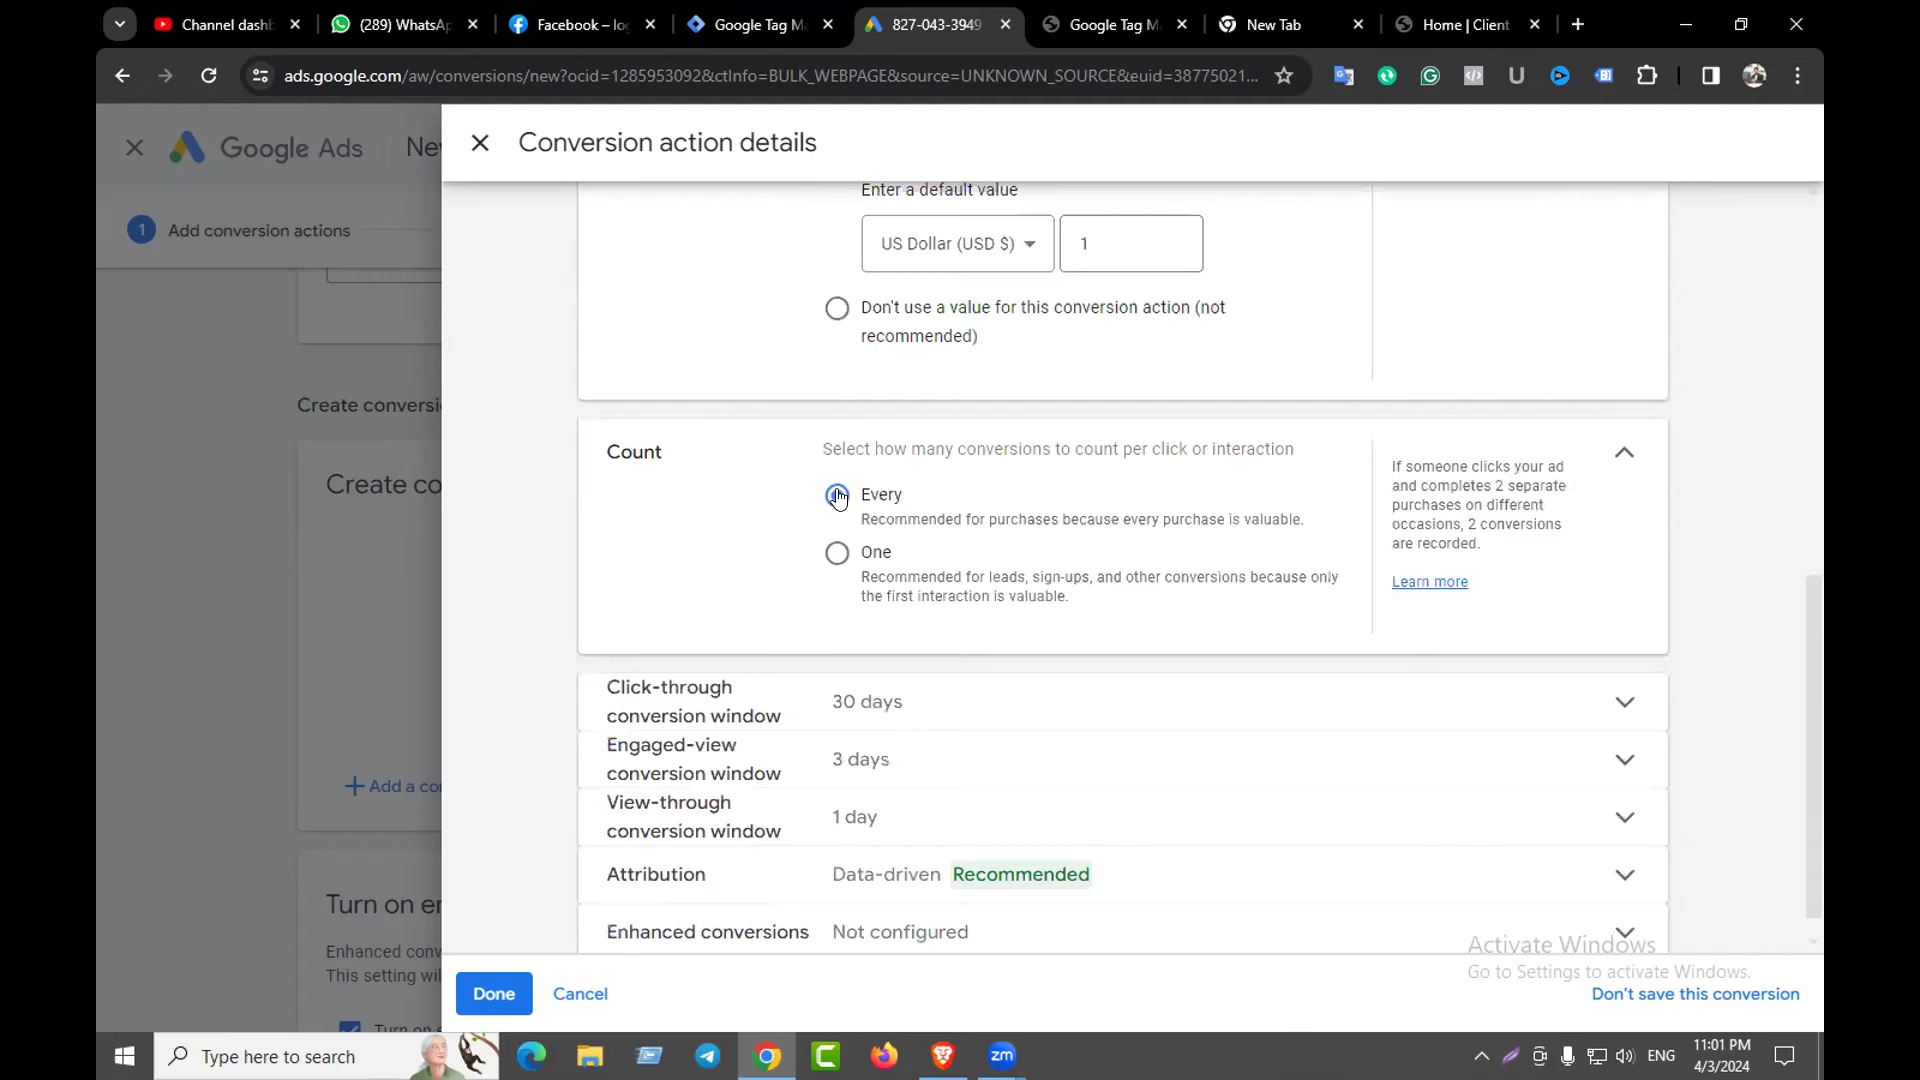 Channel dashb
(289) WhatsAp
Facebook – lo
Google Tag Ma
827-043-3949
Google Tag M
New Tab
Home | Client
ads.google.com/aw/conversions/new?ocid=1285953092&ctInfo=BULK_WEBPAGE&source=UNKNOWN_SOURCE&euid=38775021...
Google Ads
Nev
Conversion action details
1 Add conversion actions
Enter a default value
US Dollar (USD $)
1
Don't use a value for this conversion action (not
recommended)
Create conversi
Create co
Add a co
Count
Select how many conversions to count per click or interaction
Every
Recommended for purchases because every purchase is valuable.
One
Recommended for leads, sign-ups, and other conversions because only
the first interaction is valuable.
If someone clicks your ad
and completes 2 separate
purchases on different
occasions, 2 conversions
are recorded.
Learn more
Click-through
conversion window
30 days
Engaged-view
conversion window
3 days
View-through
conversion window
1 day
Attribution
Data-driven Recommended
Enhanced conversions
Not configured
Turn on e
Enhanced conv
This setting wil
Turn on e
Activate Windows
Go to Settings to activate Windows.
Done
Cancel
Don't save this conversion
Type here to search
zm
ENG
11:01 PM
4/3/2024